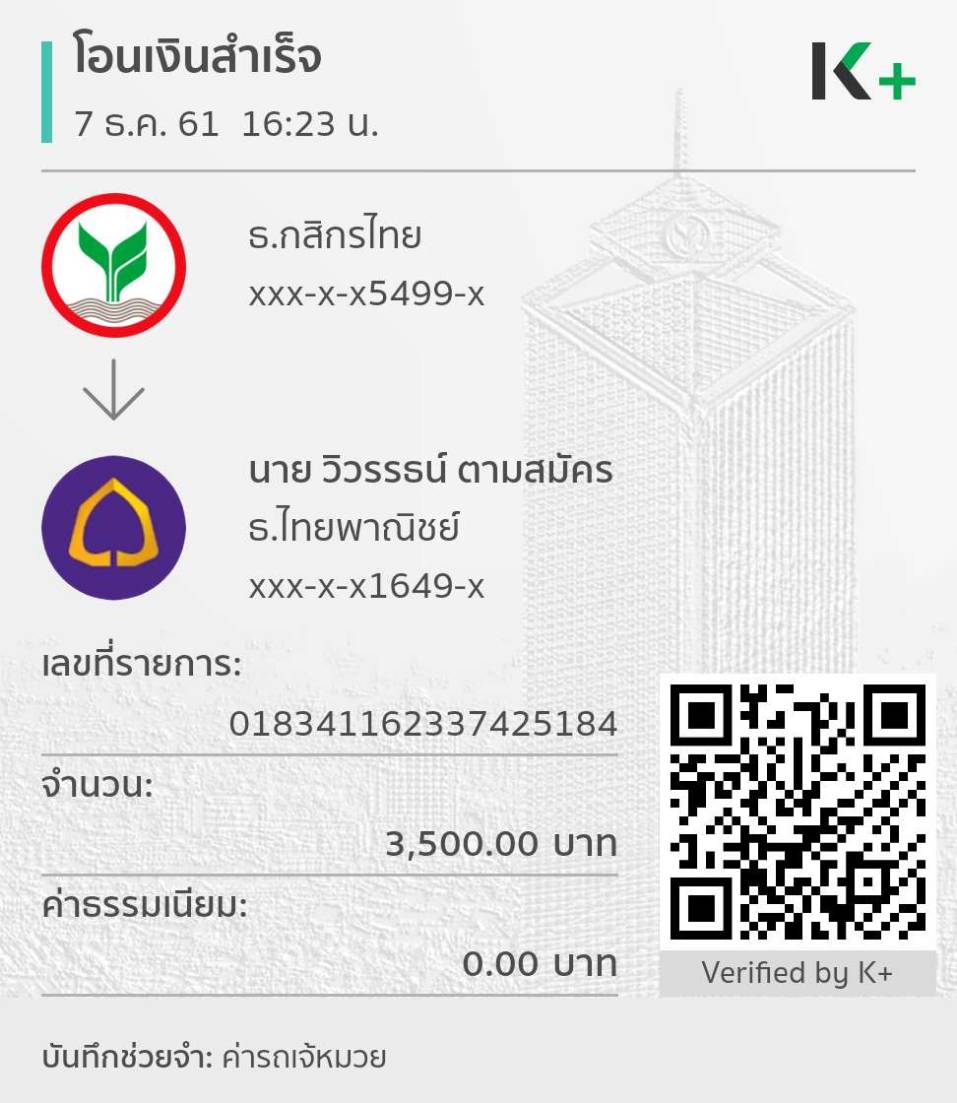 โอนเงินสำเร็จ
7 ธ.ค. 61 16:23 น.
K+
ธ.กสิกรไทย
xxx-x-x5499-x
นาย วิวรรธน์ ตามสมัคร
ธ.ไทยพาณิชย์
xxx-x-x1649-x
เลขที่รายการ:
018341162337425184
จำนวน:
3,500.00 บาท
ค่าธรรมเนียม:
0.00 บาท
Verified by K+
บันทึกช่วยจำ: ค่ารถเจ้หมวย